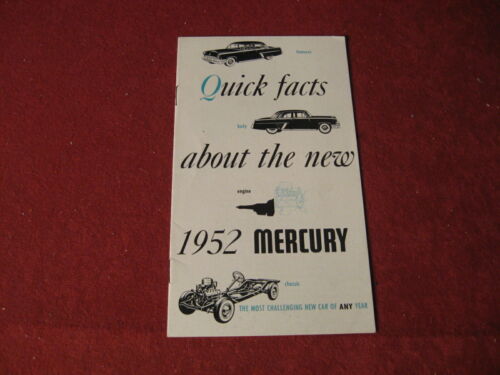 features
Quick facts
body
about the new
engine
1952 MERCURY
chassis
THE MOST CHALLENGING NEW CAR OF ANY YEAR